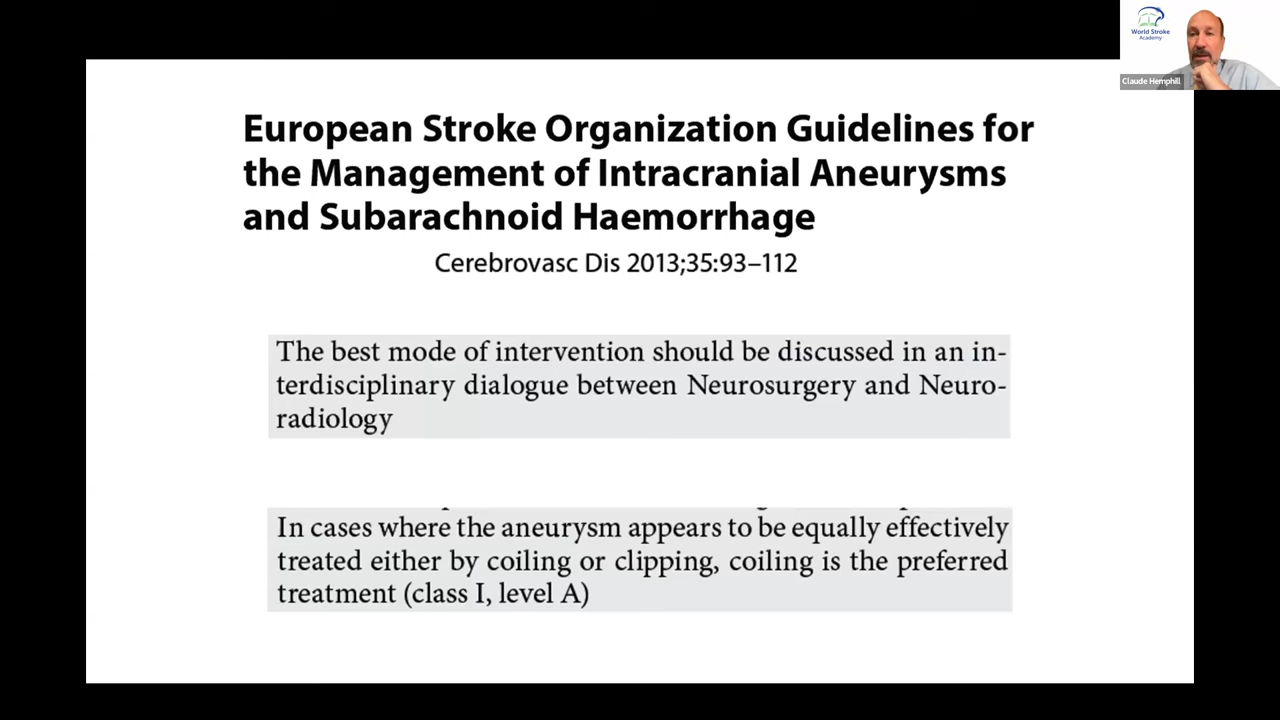 World Stroke
Academy
Claude Hemphill
European Stroke Organization Guidelines for
the Management of Intracranial Aneurysms
and Subarachnoid Haemorrhage
Cerebrovasc Dis 2013;35:93–112
The best mode of intervention should be discussed in an in-
terdisciplinary dialogue between Neurosurgery and Neuro-
radiology
In cases where the aneurysm appears to be equally effectively
treated either by coiling or clipping, coiling is the preferred
treatment (class I, level A)